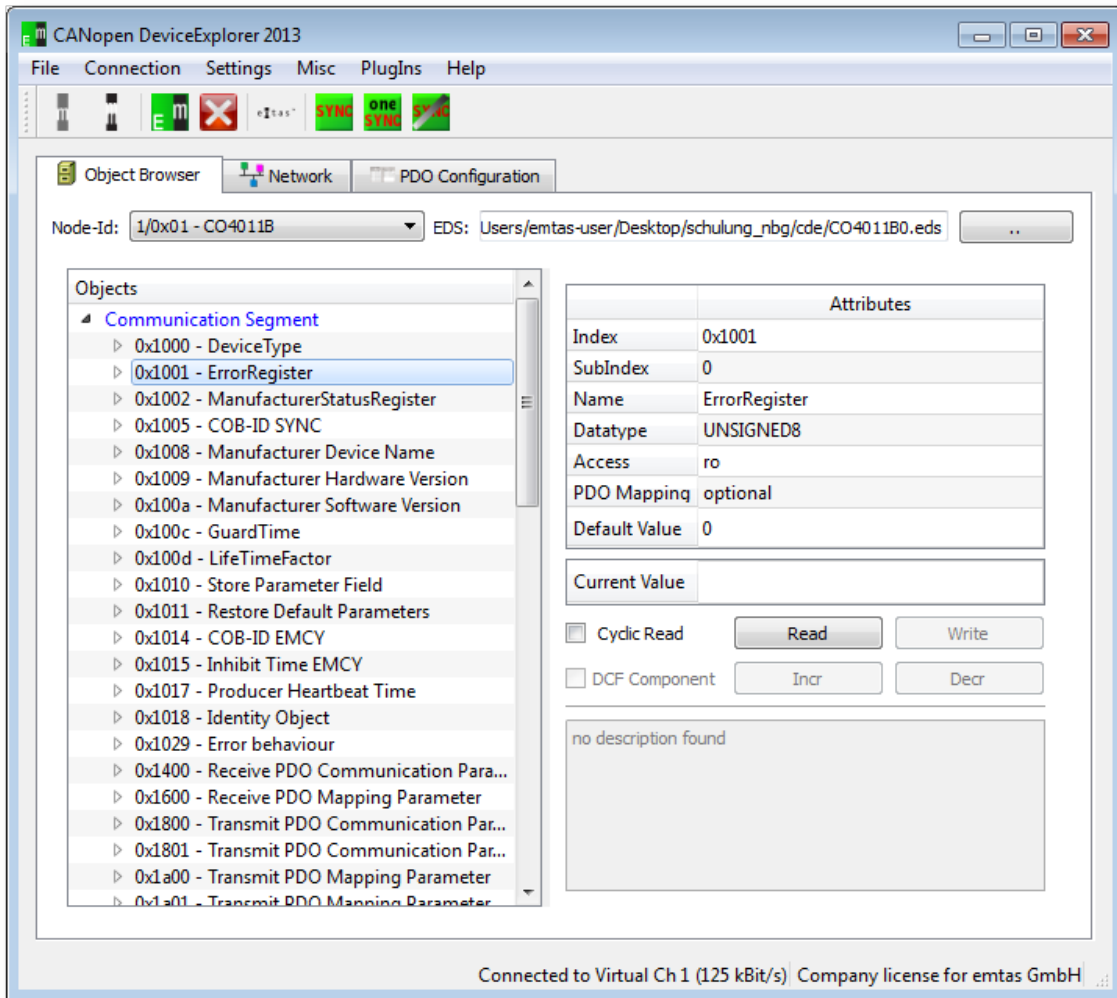 CANopen DeviceExplorer 2013
File Connection Settings Misc PlugIns Help
E m emtas SYNC one SYNC SYNC
Object Browser Network PDO Configuration
Node-Id: 1/0x01 - CO4011B EDS: Users/emtas-user/Desktop/schulung_nbg/cde/CO4011B0.eds ..
Objects
Communication Segment
0x1000 - DeviceType
0x1001 - ErrorRegister
0x1002 - ManufacturerStatusRegister
0x1005 - COB-ID SYNC
0x1008 - Manufacturer Device Name
0x1009 - Manufacturer Hardware Version
0x100a - Manufacturer Software Version
0x100c - GuardTime
0x100d - LifeTimeFactor
0x1010 - Store Parameter Field
0x1011 - Restore Default Parameters
0x1014 - COB-ID EMCY
0x1015 - Inhibit Time EMCY
0x1017 - Producer Heartbeat Time
0x1018 - Identity Object
0x1029 - Error behaviour
0x1400 - Receive PDO Communication Para...
0x1600 - Receive PDO Mapping Parameter
0x1800 - Transmit PDO Communication Par...
0x1801 - Transmit PDO Communication Par...
0x1a00 - Transmit PDO Mapping Parameter
0x1a01 - Transmit PDO Mapping Parameter
Attributes
Index 0x1001
SubIndex 0
Name ErrorRegister
Datatype UNSIGNED8
Access ro
PDO Mapping optional
Default Value 0
Current Value
Cyclic Read Read Write
DCF Component Incr Decr
no description found
Connected to Virtual Ch 1 (125 kBit/s) Company license for emtas GmbH